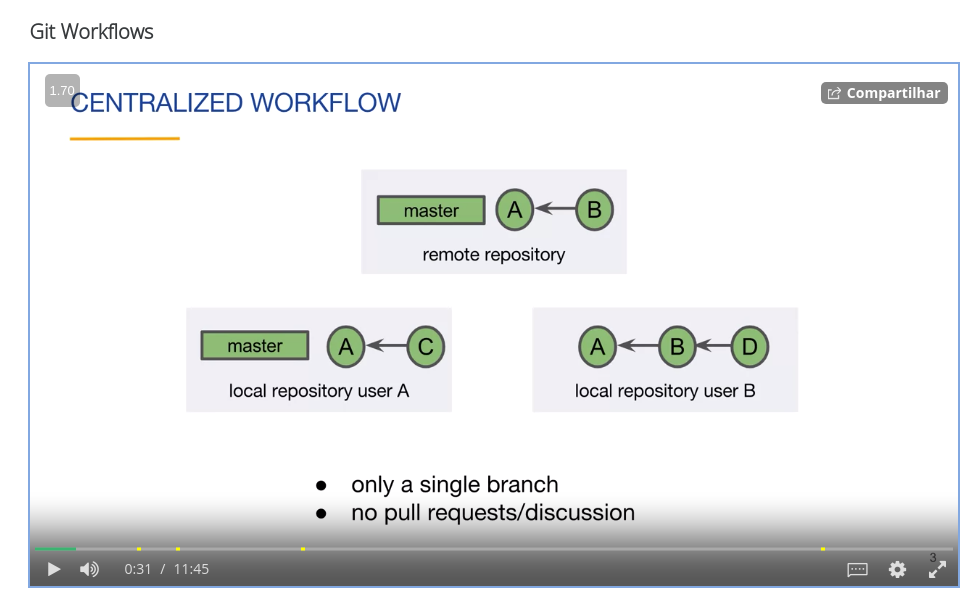 Git Workflows
1.70
CENTRALIZED WORKFLOW
Compartilhar
master A B
remote repository
master A C
local repository user A
A B D
local repository user B
● only a single branch
● no pull requests/discussion
0:31 / 11:45
3